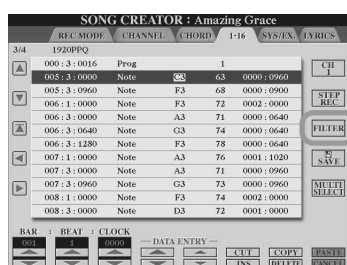 SONG CREATOR : Amazing Grace
REC MODE CHANNEL CHORD 1-16 SYS/EX. LYRICS
3/4 1920PPQ
000 : 3 : 0016 Prog 1
005 : 3 : 0000 Note C3 63 0000 : 0960
005 : 3 : 0960 Note F3 68 0000 : 0900
006 : 1 : 0000 Note F3 72 0002 : 0000
006 : 3 : 0000 Note A3 71 0000 : 0640
006 : 3 : 0640 Note G3 74 0000 : 0640
006 : 3 : 1280 Note F3 78 0000 : 0640
007 : 1 : 0000 Note A3 76 0001 : 1020
007 : 3 : 0000 Note A3 71 0000 : 0960
007 : 3 : 0960 Note G3 73 0000 : 0960
008 : 1 : 0000 Note F3 74 0002 : 0000
008 : 3 : 0000 Note D3 72 0001 : 0000
CH
1
STEP
REC
FILTER
SAVE
MULTI
SELECT
BAR : BEAT : CLOCK
001 1 0000
DATA ENTRY
CUT COPY PASTE
INS DELETE CANCEL